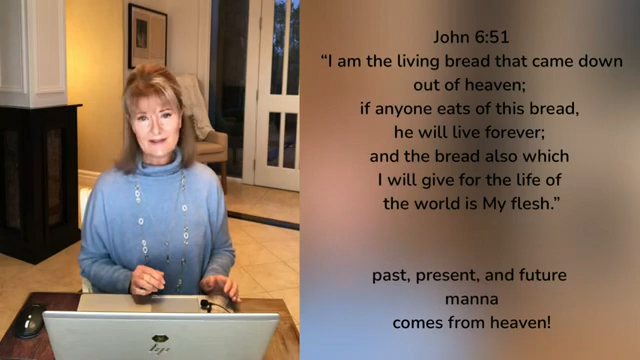 John 6:51
“I am the living bread that came down
out of heaven;
if anyone eats of this bread,
he will live forever;
and the bread also which
I will give for the life of
the world is My flesh.”
past, present, and future
manna
comes from heaven!
hp